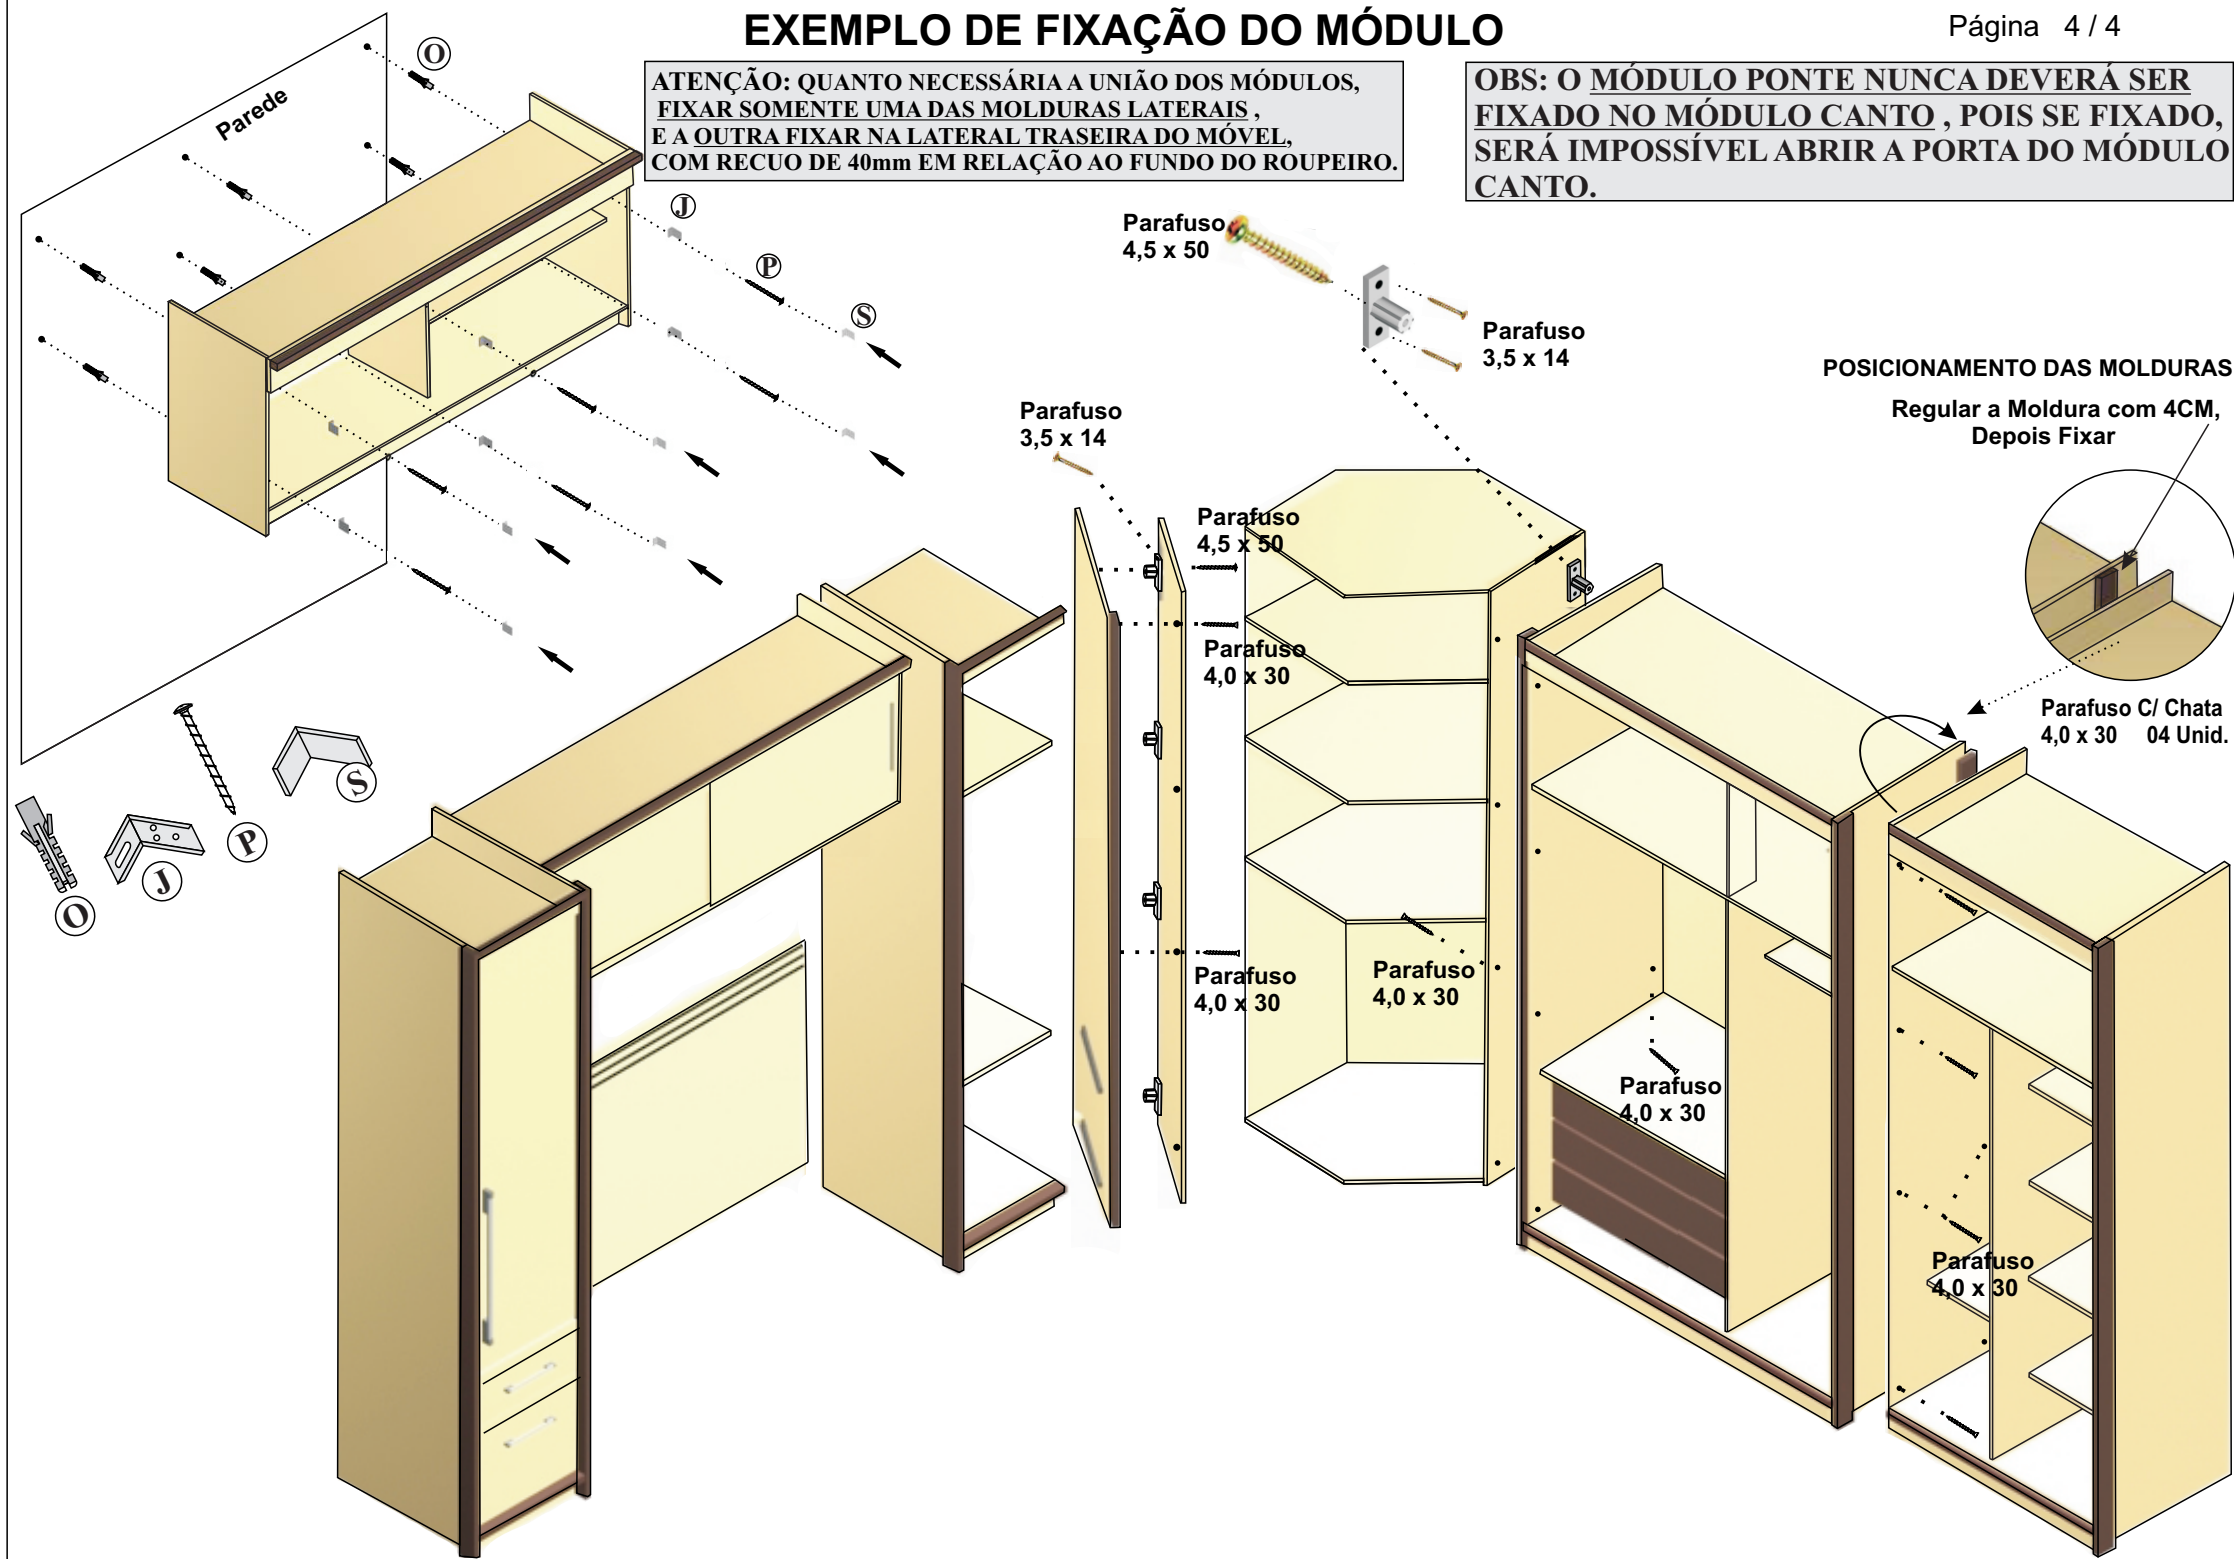 EXEMPLO DE FIXAÇÃO DO MÓDULO
Página 4 / 4
ATENÇÃO: QUANTO NECESSÁRIA A UNIÃO DOS MÓDULOS,
FIXAR SOMENTE UMA DAS MOLDURAS LATERAIS ,
E A OUTRA FIXAR NA LATERAL TRASEIRA DO MÓVEL,
COM RECUO DE 40mm EM RELAÇÃO AO FUNDO DO ROUPEIRO.
OBS: O MÓDULO PONTE NUNCA DEVERÁ SER
FIXADO NO MÓDULO CANTO , POIS SE FIXADO,
SERÁ IMPOSSÍVEL ABRIR A PORTA DO MÓDULO
CANTO.
Parede
O
J
P
S
Parafuso
4,5 x 50
Parafuso
3,5 x 14
POSICIONAMENTO DAS MOLDURAS
Regular a Moldura com 4CM,
Depois Fixar
Parafuso
3,5 x 14
Parafuso
4,5 x 50
Parafuso
4,0 x 30
Parafuso C/ Chata
4,0 x 30 04 Unid.
S
P
J
O
Parafuso
4,0 x 30
Parafuso
4,0 x 30
Parafuso
4,0 x 30
Parafuso
4,0 x 30